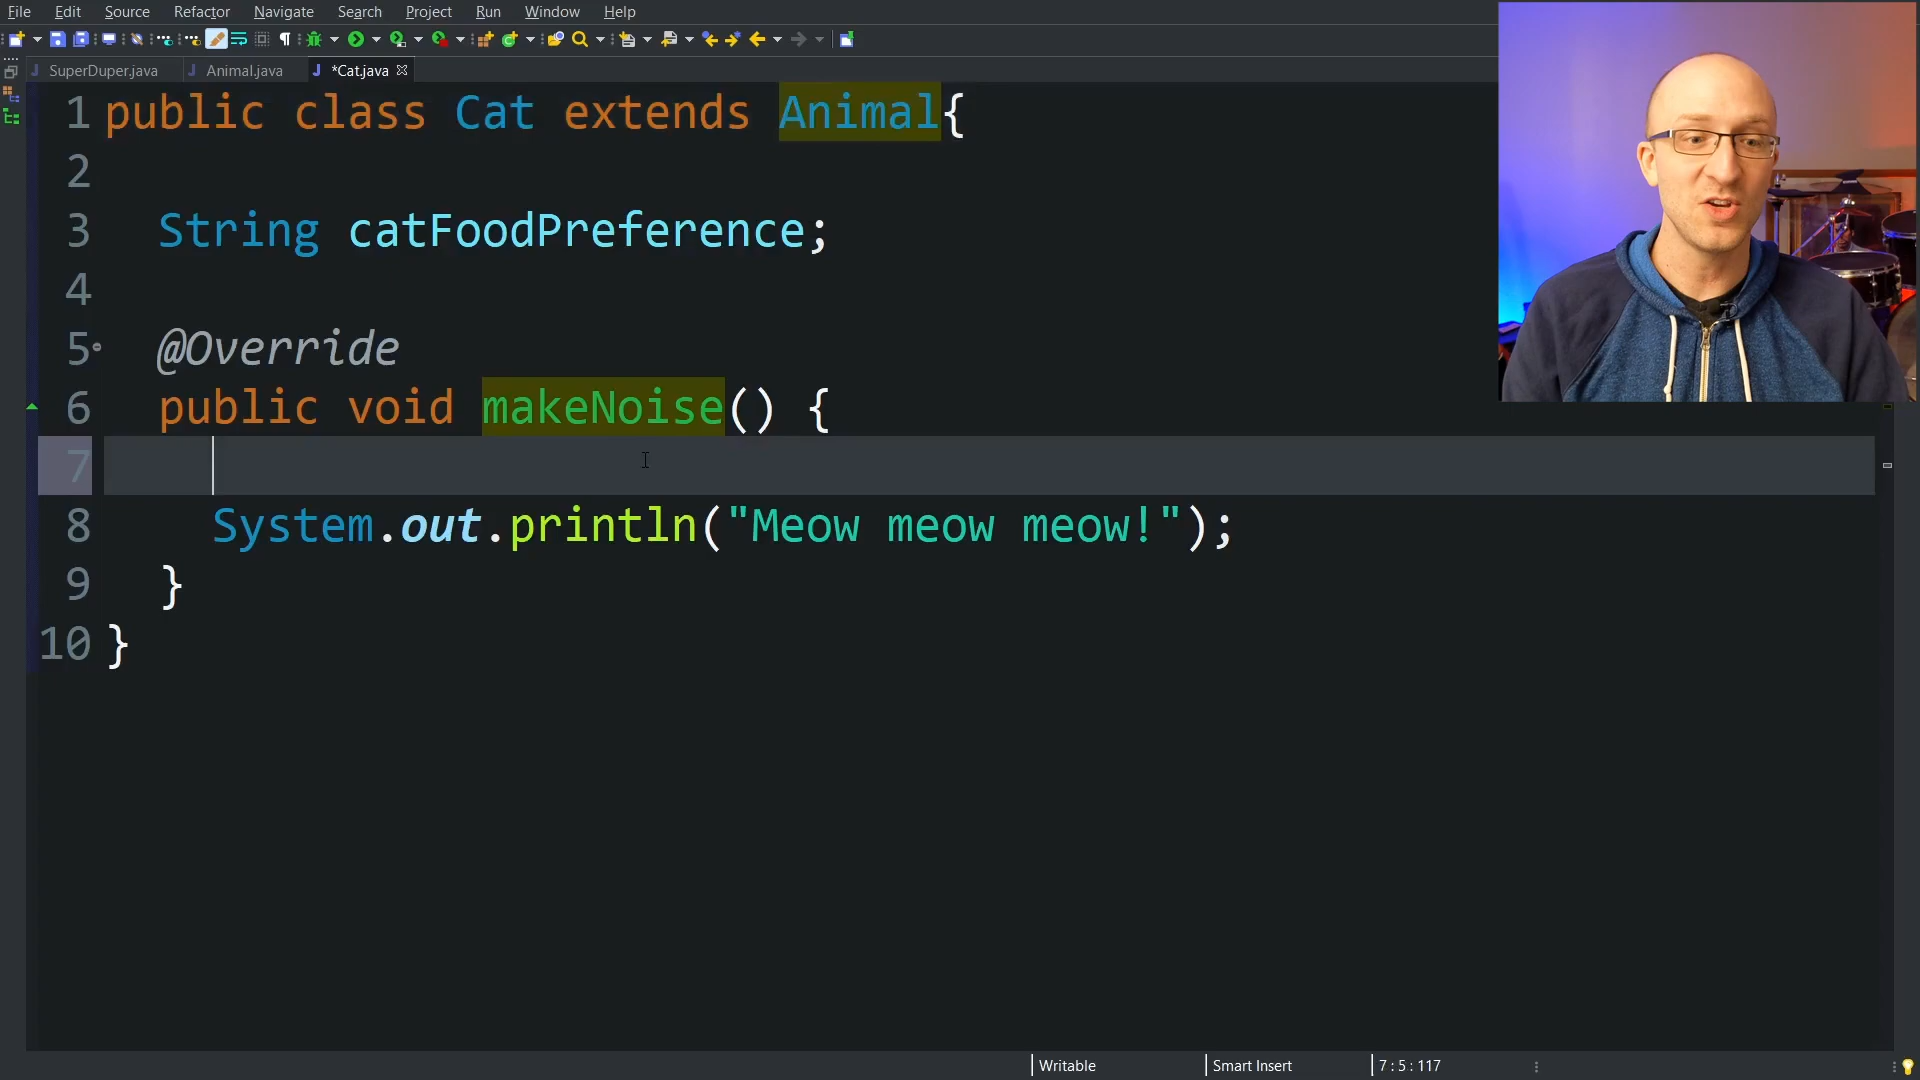 File Edit Source Refactor Navigate Search Project Run Window Help
SuperDuper.java Animal.java *Cat.java
1 public class Cat extends Animal{
2
3 String catFoodPreference;
4
5 @Override
6 public void makeNoise() {
7
8 System.out.println("Meow meow meow!");
9 }
10 }
Writable Smart Insert 7 : 5 : 117